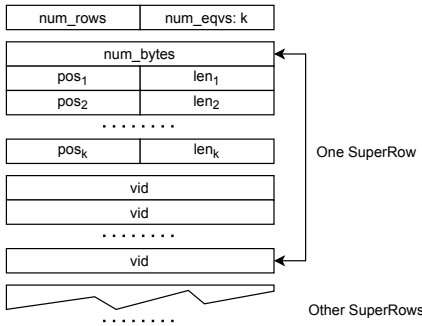 num_rows num_eqvs: k
num_bytes
pos₁ len₁
pos₂ len₂
........
posₖ lenₖ
One SuperRow
vid
vid
........
vid
Other SuperRows
........